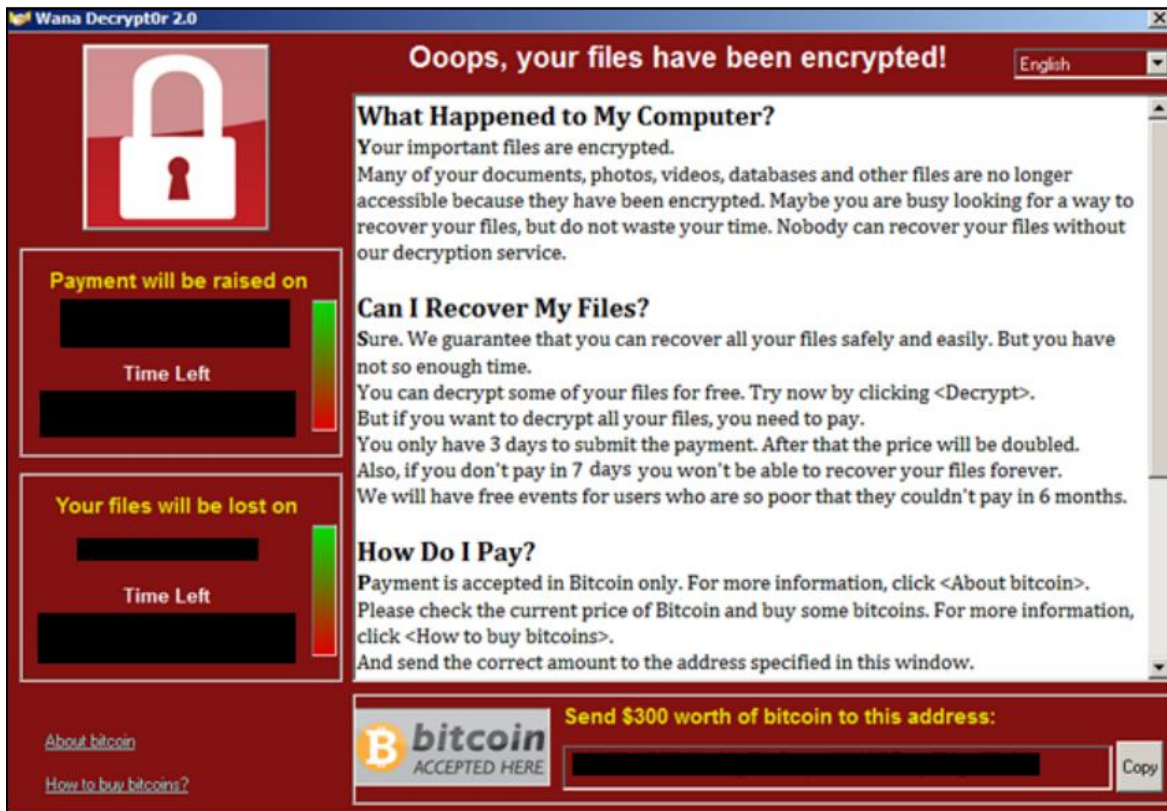 Wana Decrypt0r 2.0
Ooops, your files have been encrypted!
English
Payment will be raised on
Time Left
Your files will be lost on
Time Left
About bitcoin
How to buy bitcoins?
What Happened to My Computer?
Your important files are encrypted.
Many of your documents, photos, videos, databases and other files are no longer
accessible because they have been encrypted. Maybe you are busy looking for a way to
recover your files, but do not waste your time. Nobody can recover your files without
our decryption service.
Can I Recover My Files?
Sure. We guarantee that you can recover all your files safely and easily. But you have
not so enough time.
You can decrypt some of your files for free. Try now by clicking <Decrypt>.
But if you want to decrypt all your files, you need to pay.
You only have 3 days to submit the payment. After that the price will be doubled.
Also, if you don't pay in 7 days you won't be able to recover your files forever.
We will have free events for users who are so poor that they couldn't pay in 6 months.
How Do I Pay?
Payment is accepted in Bitcoin only. For more information, click <About bitcoin>.
Please check the current price of Bitcoin and buy some bitcoins. For more information,
click <How to buy bitcoins>.
And send the correct amount to the address specified in this window.
bitcoin
ACCEPTED HERE
Send $300 worth of bitcoin to this address:
Copy